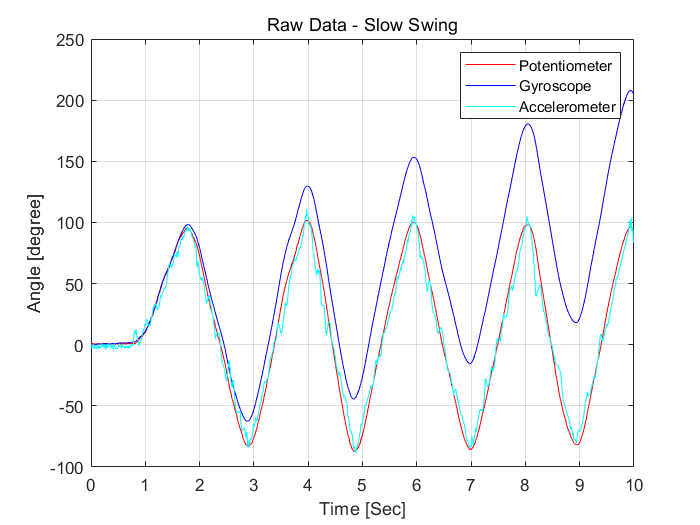 Raw Data - Slow Swing
Potentiometer
Gyroscope
Accelerometer
Angle [degree]
250
200
150
100
50
0
-50
-100
0 1 2 3 4 5 6 7 8 9 10
Time [Sec]